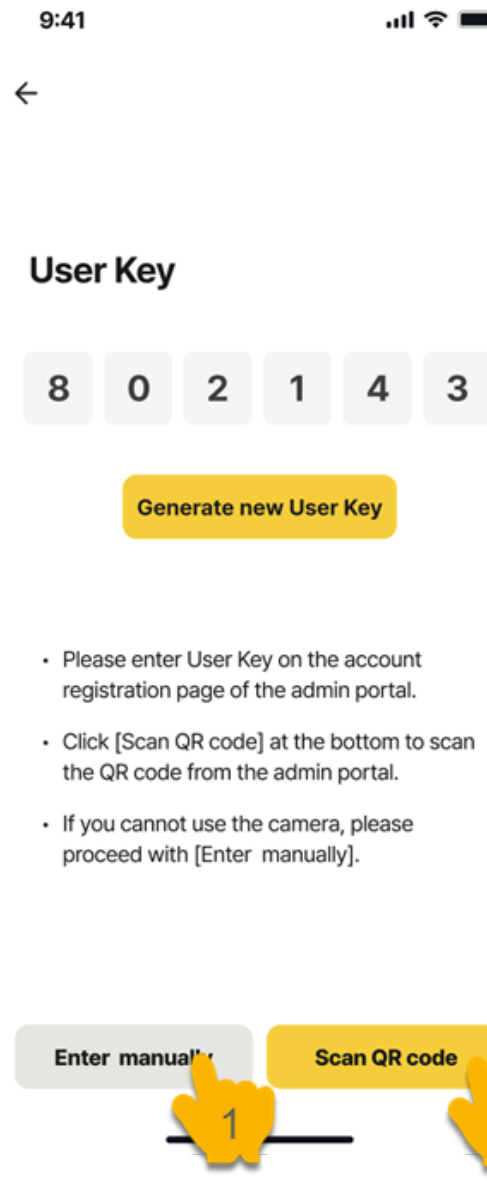 9:41
User Key
8 0 2 1 4 3
Generate new User Key
• Please enter User Key on the account
registration page of the admin portal.
• Click [Scan QR code] at the bottom to scan
the QR code from the admin portal.
• If you cannot use the camera, please
proceed with [Enter manually].
Enter manually Scan QR code
1